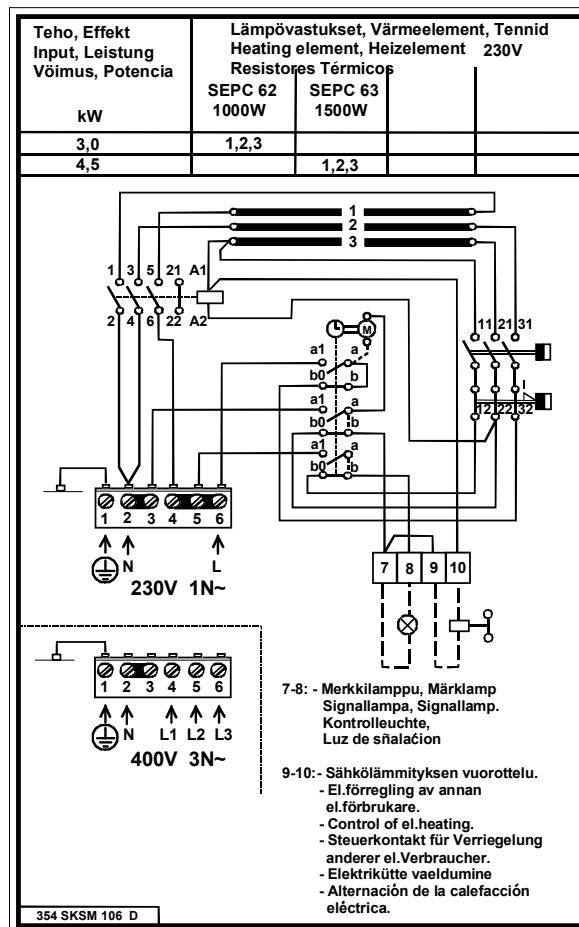 Teho, Effekt
Input, Leistung
Vöimus, Potencia
kW
Lämpövastukset, Värmeelement, Tennid
Heating element, Heizelement 230V
Resistores Térmicos
SEPC 62
1000W
SEPC 63
1500W
3,0 1,2,3
4,5 1,2,3
1
2
3
1 3 5 21 A1
2 4 6 22 A2
11 21 31
12 22 32
I
M
a1 a
b0 b
a1 a
b0 b
a1 a
b0 b
1 2 3 4 5 6
N L
230V 1N~
7 8 9 10
1 2 3 4 5 6
N L1 L2 L3
400V 3N~
7-8: - Merkkilamppu, Märklamp
Signallampa, Signallamp.
Kontrolleuchte,
Luz de sñalaćion
9-10:- Sähkölämmityksen vuorottelu.
- El.förregling av annan
el.förbrukare.
- Control of el.heating.
- Steuerkontakt für Verriegelung
anderer el.Verbraucher.
- Elektrikütte vaeldumine
- Alternación de la calefacción
eléctrica.
354 SKSM 106 D